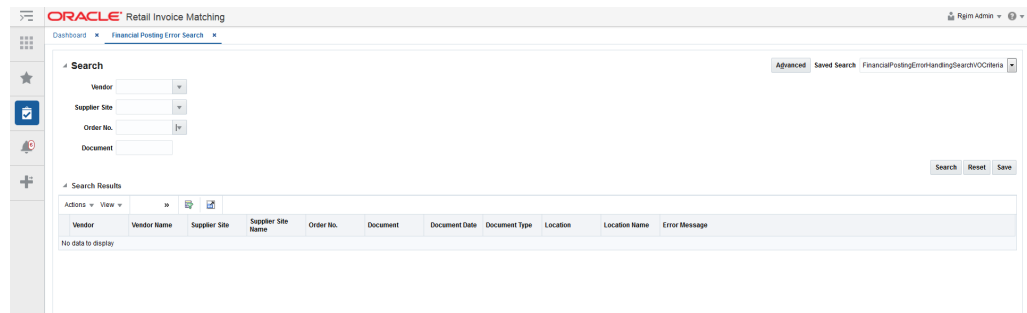 ORACLE® Retail Invoice Matching
Reim Admin
Dashboard × Financial Posting Error Search ×
Search
Advanced Saved Search FinancialPostingErrorHandlingSearchVOCriteria
Vendor
Supplier Site
Order No.
Document
6
Search Reset Save
Search Results
Actions View »
Vendor Vendor Name Supplier Site Supplier Site Name Order No. Document Document Date Document Type Location Location Name Error Message
No data to display